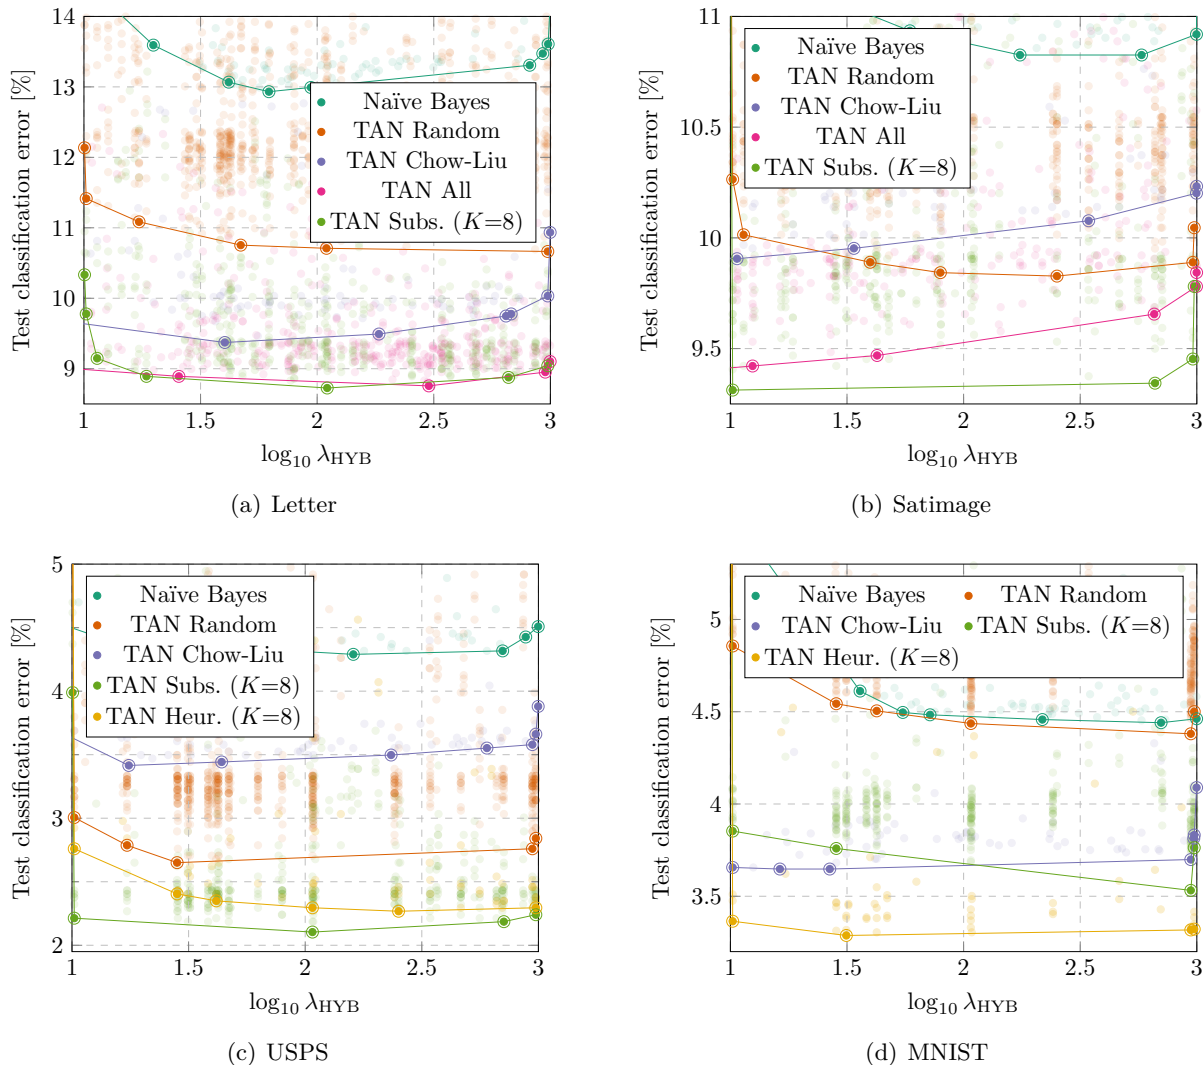 14
13
12
11
10
9
Test classification error [%]
1
1.5
2
2.5
3
log₁₀ λHYB
Naïve Bayes
TAN Random
TAN Chow-Liu
TAN All
TAN Subs. (K=8)
(a) Letter
11
10.5
10
9.5
Test classification error [%]
1
1.5
2
2.5
3
log₁₀ λHYB
Naïve Bayes
TAN Random
TAN Chow-Liu
TAN All
TAN Subs. (K=8)
(b) Satimage
5
4
3
2
Test classification error [%]
1
1.5
2
2.5
3
log₁₀ λHYB
Naïve Bayes
TAN Random
TAN Chow-Liu
TAN Subs. (K=8)
TAN Heur. (K=8)
(c) USPS
5
4.5
4
3.5
Test classification error [%]
1
1.5
2
2.5
3
log₁₀ λHYB
Naïve Bayes TAN Random
TAN Chow-Liu TAN Subs. (K=8)
TAN Heur. (K=8)
(d) MNIST